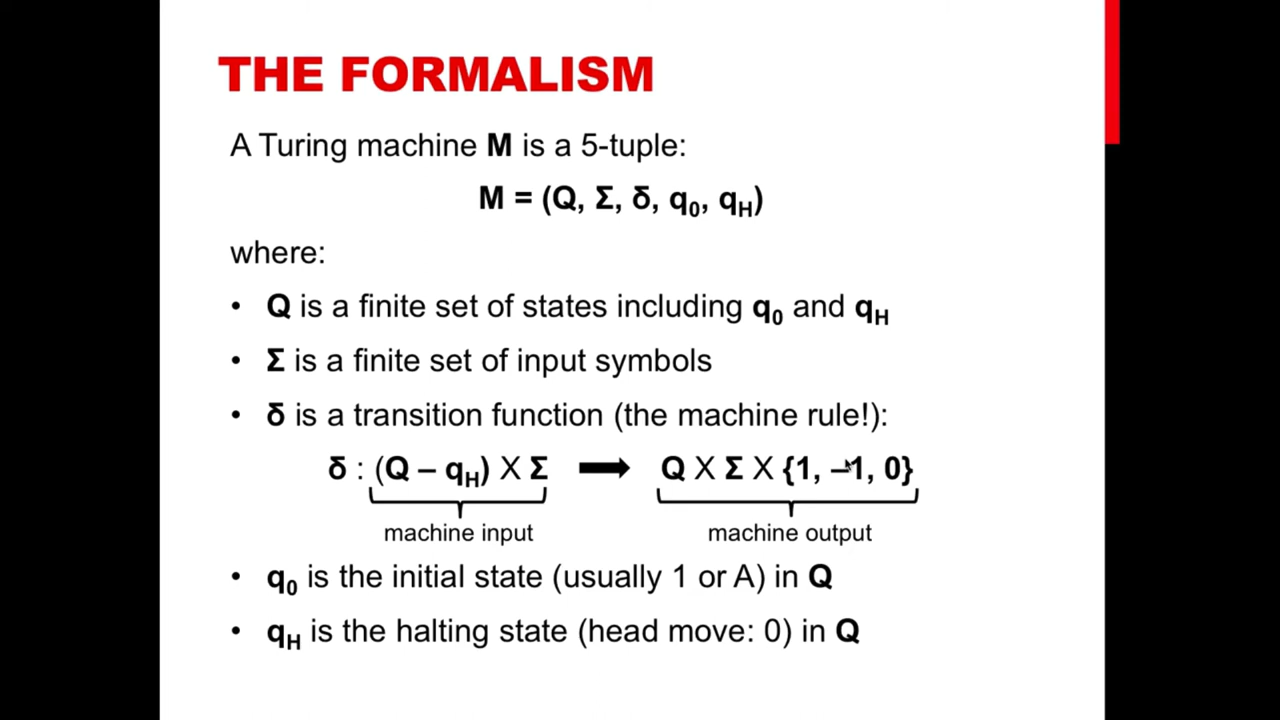 THE FORMALISM
A Turing machine M is a 5-tuple:
M = (Q, Σ, δ, q₀, qH)
where:
• Q is a finite set of states including q₀ and qH
• Σ is a finite set of input symbols
• δ is a transition function (the machine rule!):
δ : (Q – qH) X Σ ➡ Q X Σ X {1, –1, 0}
machine input machine output
• q₀ is the initial state (usually 1 or A) in Q
• qH is the halting state (head move: 0) in Q